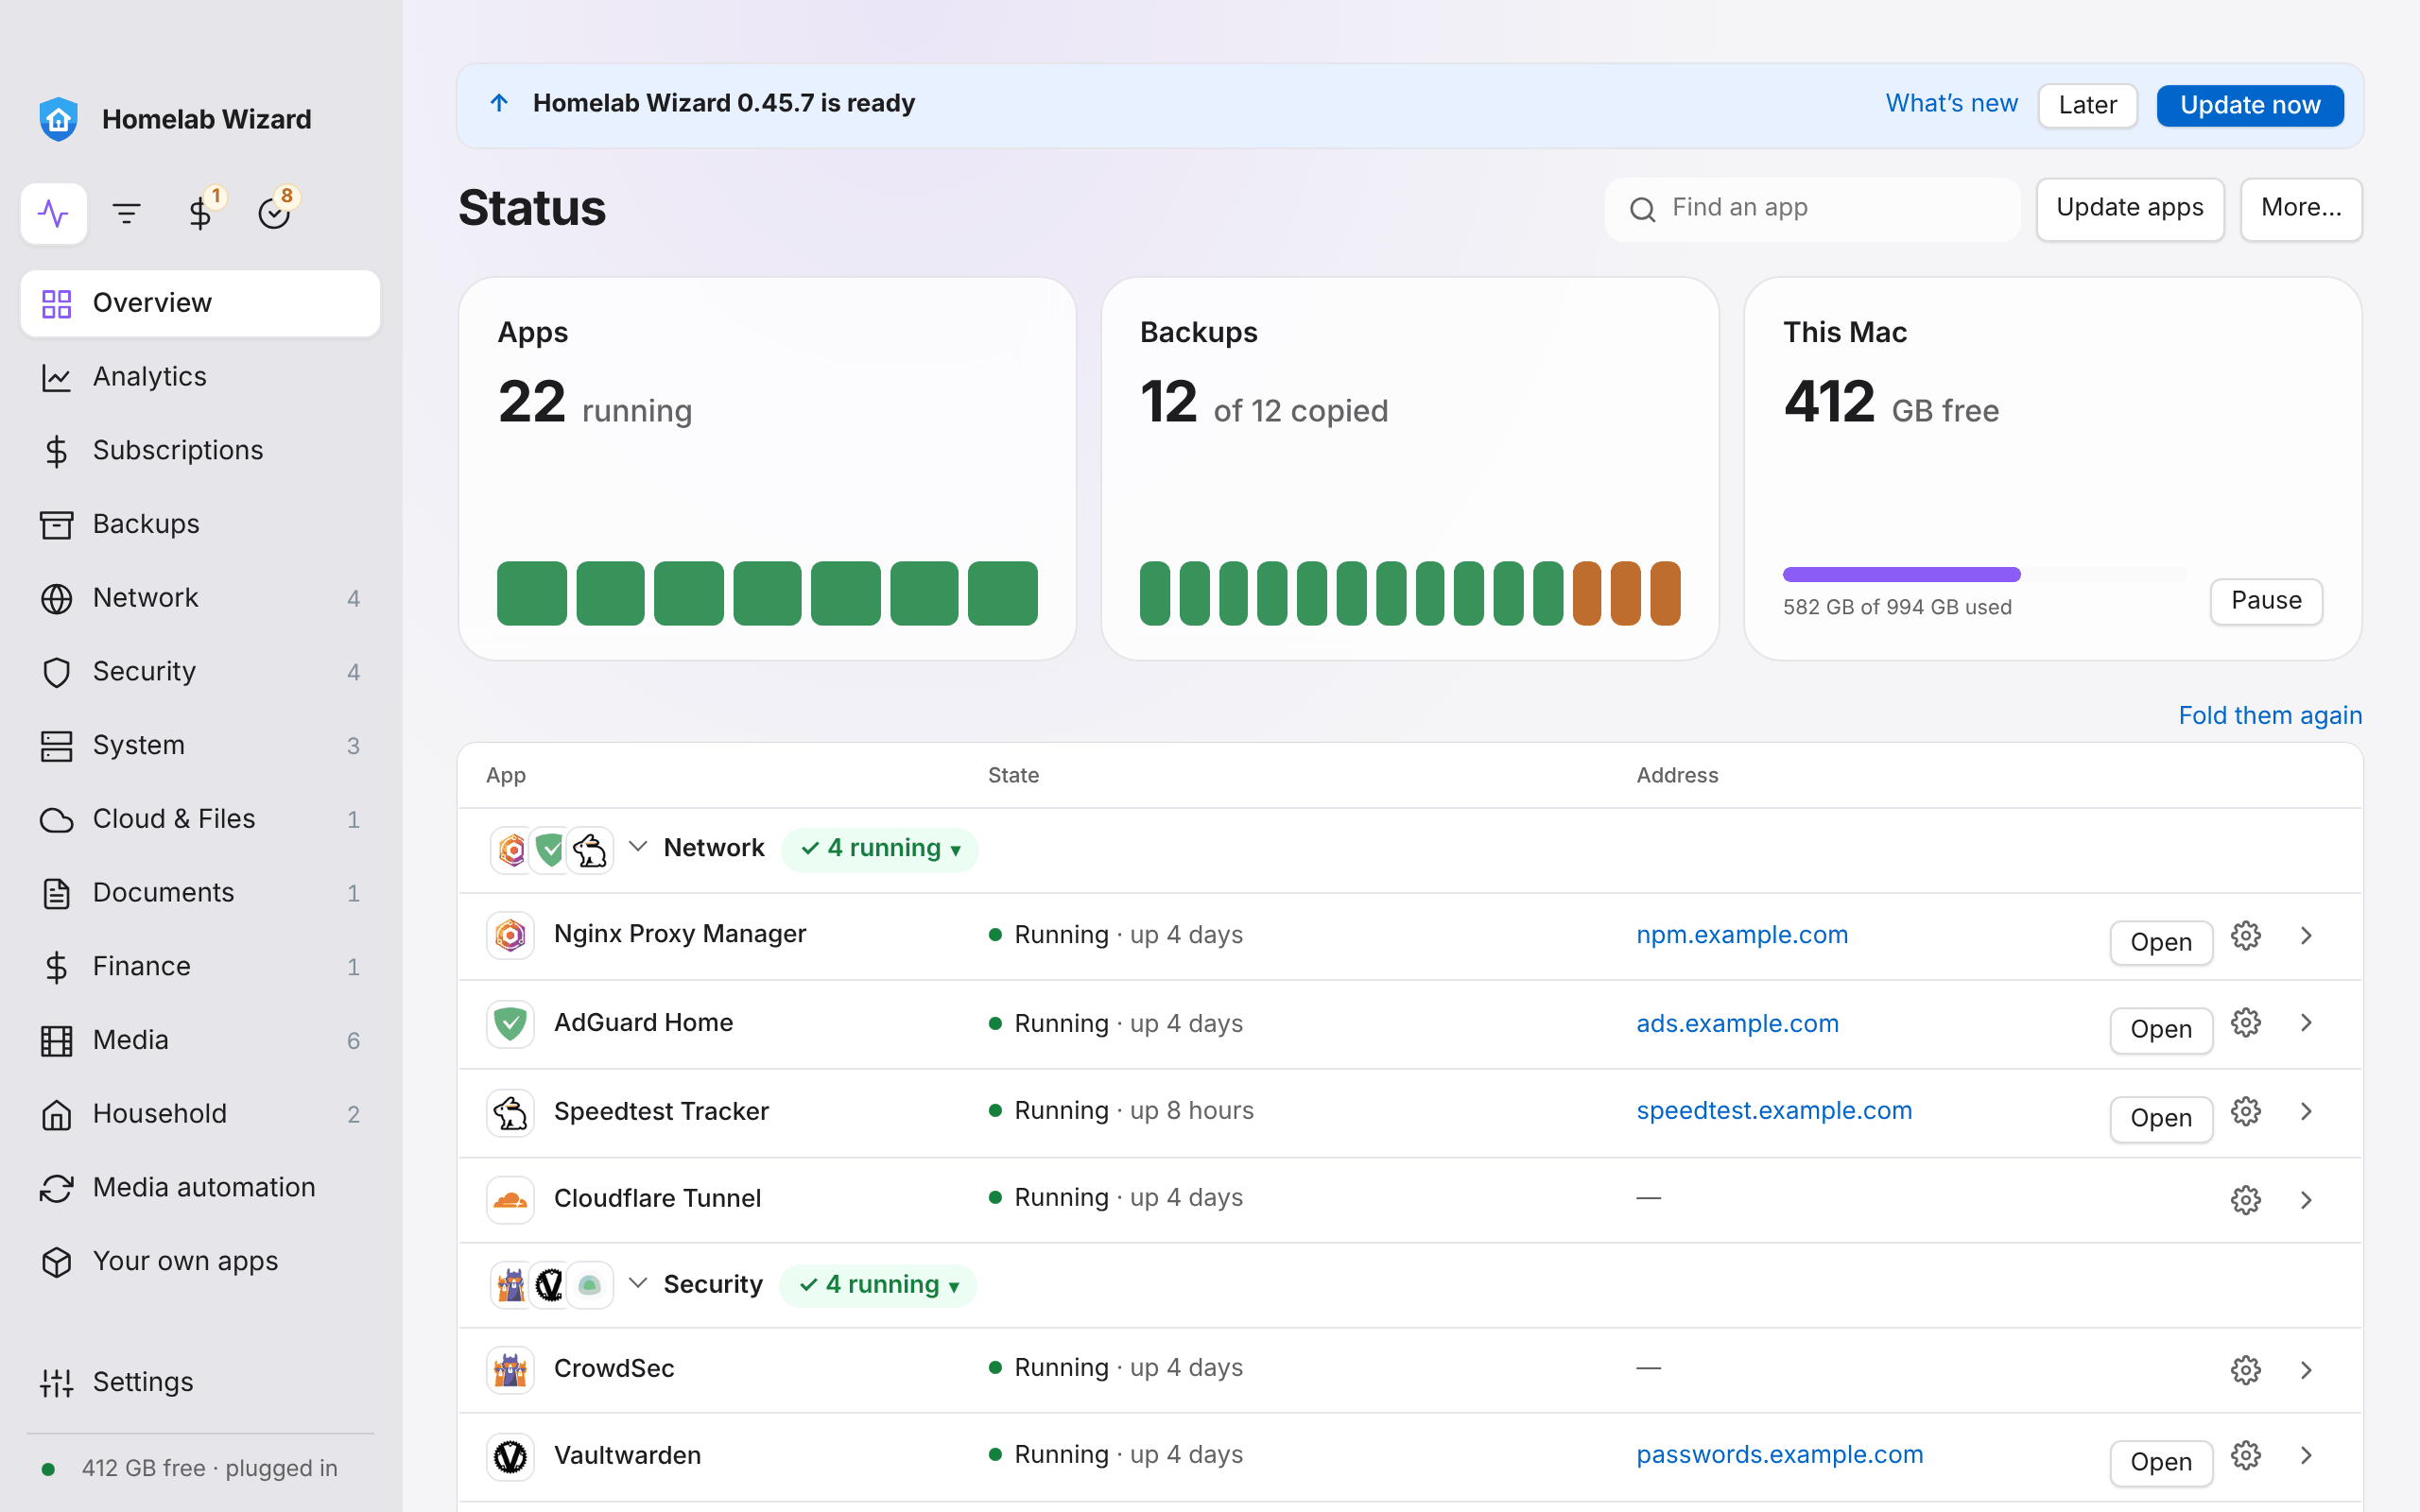 Homelab Wizard
1
8
Overview
Analytics
Subscriptions
Backups
Network 4
Security 4
System 3
Cloud & Files 1
Documents 1
Finance 1
Media 6
Household 2
Media automation
Your own apps
Settings
412 GB free · plugged in
Homelab Wizard 0.45.7 is ready
What’s new
Later
Update now
Status
Find an app
Update apps
More...
Apps
22 running
Backups
12 of 12 copied
This Mac
412 GB free
582 GB of 994 GB used
Pause
Fold them again
App State Address
Network ✓ 4 running ▾
Nginx Proxy Manager Running · up 4 days npm.example.com Open
AdGuard Home Running · up 4 days ads.example.com Open
Speedtest Tracker Running · up 8 hours speedtest.example.com Open
Cloudflare Tunnel Running · up 4 days —
Security ✓ 4 running ▾
CrowdSec Running · up 4 days —
Vaultwarden Running · up 4 days passwords.example.com Open